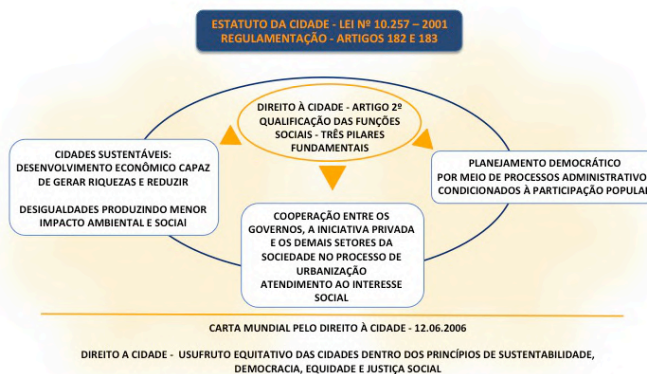 ESTATUTO DA CIDADE - LEI Nº 10.257 – 2001
REGULAMENTAÇÃO - ARTIGOS 182 E 183
DIREITO À CIDADE - ARTIGO 2º
QUALIFICAÇÃO DAS FUNÇÕES
SOCIAIS - TRÊS PILARES
FUNDAMENTAIS
CIDADES SUSTENTÁVEIS:
DESENVOLVIMENTO ECONÔMICO CAPAZ
DE GERAR RIQUEZAS E REDUZIR
DESIGUALDADES PRODUZINDO MENOR
IMPACTO AMBIENTAL E SOCIAl
COOPERAÇÃO ENTRE OS
GOVERNOS, A INICIATIVA PRIVADA
E OS DEMAIS SETORES DA
SOCIEDADE NO PROCESSO DE
URBANIZAÇÃO
ATENDIMENTO AO INTERESSE
SOCIAL
PLANEJAMENTO DEMOCRÁTICO
POR MEIO DE PROCESSOS ADMINISTRATIVO
CONDICIONADOS À PARTICIPAÇÃO POPULAR
CARTA MUNDIAL PELO DIREITO À CIDADE - 12.06.2006
DIREITO A CIDADE - USUFRUTO EQUITATIVO DAS CIDADES DENTRO DOS PRINCÍPIOS DE SUSTENTABILIDADE,
DEMOCRACIA, EQUIDADE E JUSTIÇA SOCIAL